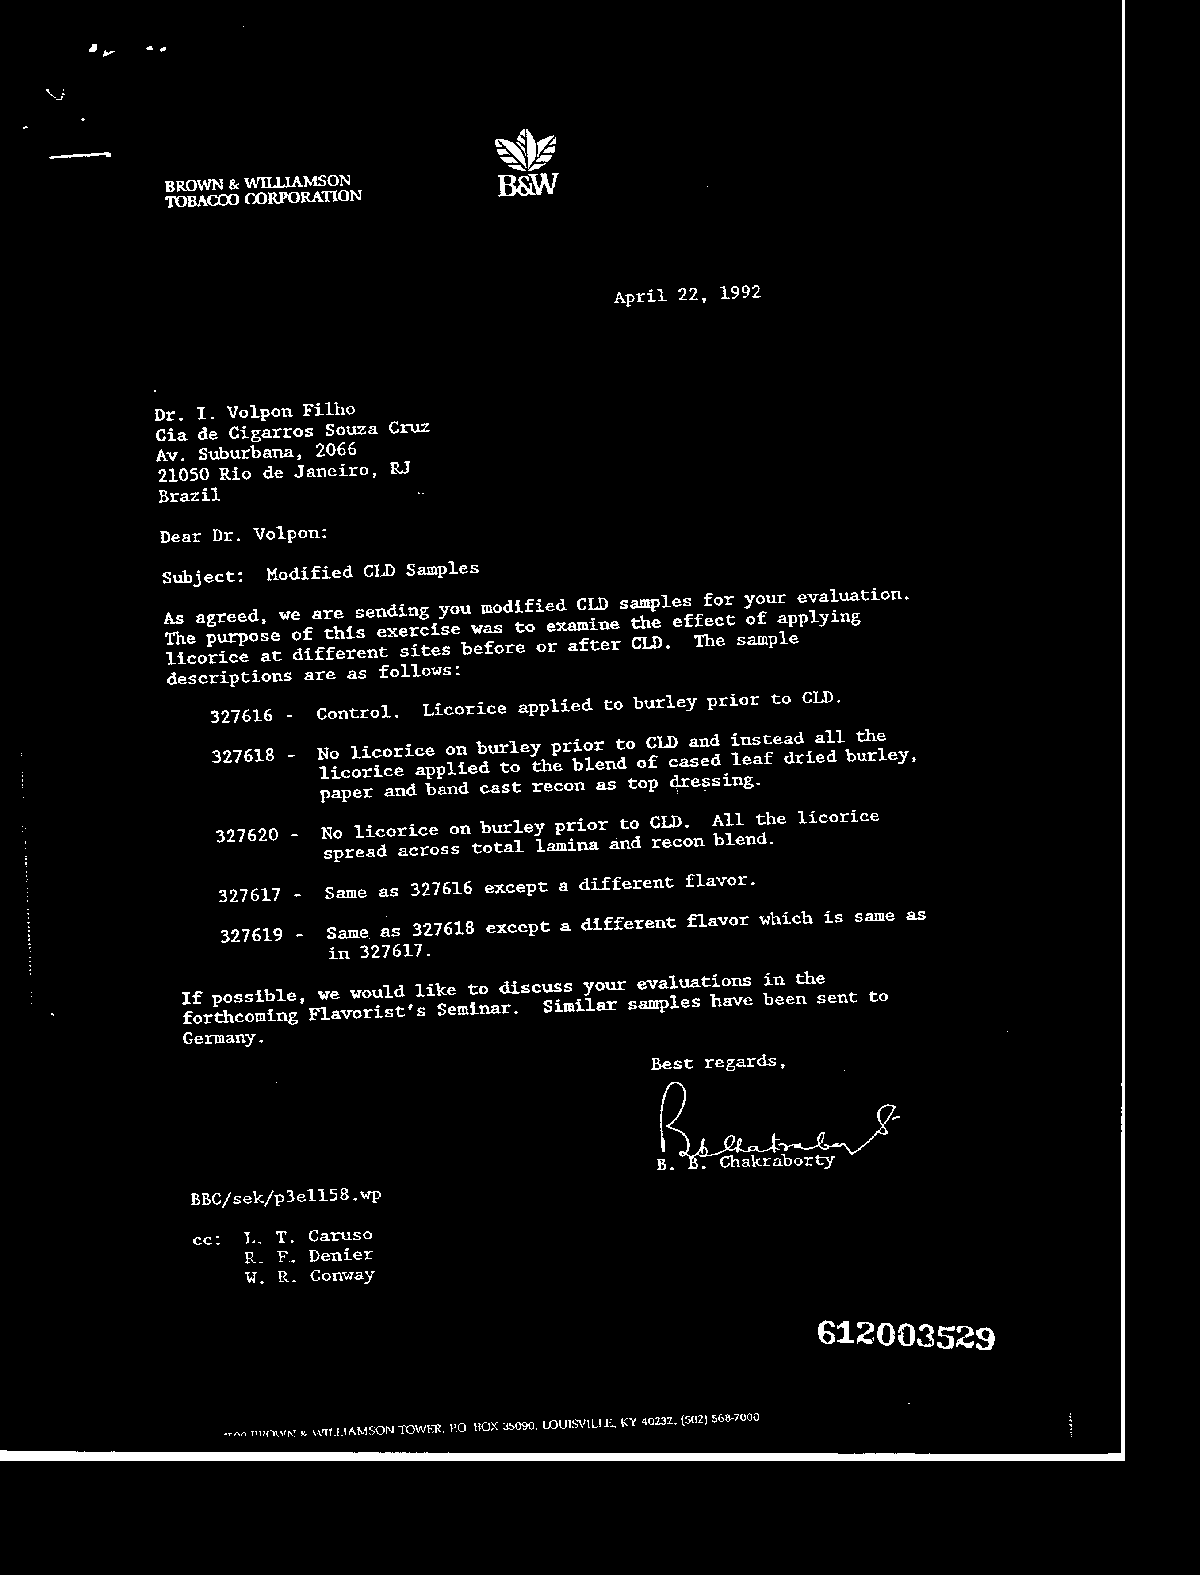 BROWN & WILLIAMSON
TOBACCO CORPORATION
B&W
April 22, 1992
Dr. I. Volpon Filho
Cia de Cigarros Souza Cruz
Av. Suburbana, 2066
21050 Rio de Janeiro, RJ
Brazil
Dear Dr. Volpon:
Subject: Modified CLD Samples
As agreed, we are sending you modified CLD samples for your evaluation.
The purpose of this exercise was to examine the effect of applying
licorice at different sites before or after CLD. The sample
descriptions are as follows:
327616 - Control. Licorice applied to burley prior to CLD.
327618 - No licorice on burley prior to CLD and instead all the
licorice applied to the blend of cased leaf dried burley,
paper and band cast recon as top dressing.
327620 - No licorice on burley prior to CLD. All the licorice
spread across total lamina and recon blend.
327617 - Same as 327616 except a different flavor.
327619 - Same as 327618 except a different flavor which is same as
in 327617.
If possible, we would like to discuss your evaluations in the
forthcoming Flavorist's Seminar. Similar samples have been sent to
Germany.
Best regards,
B. B. Chakraborty
BBC/sek/p3e1158.wp
cc: L. T. Caruso
R. F. Denier
W. R. Conway
612003529
BROWN & WILLIAMSON TOWER, P.O. BOX 35090, LOUISVILLE, KY 40232, (502) 568-7000